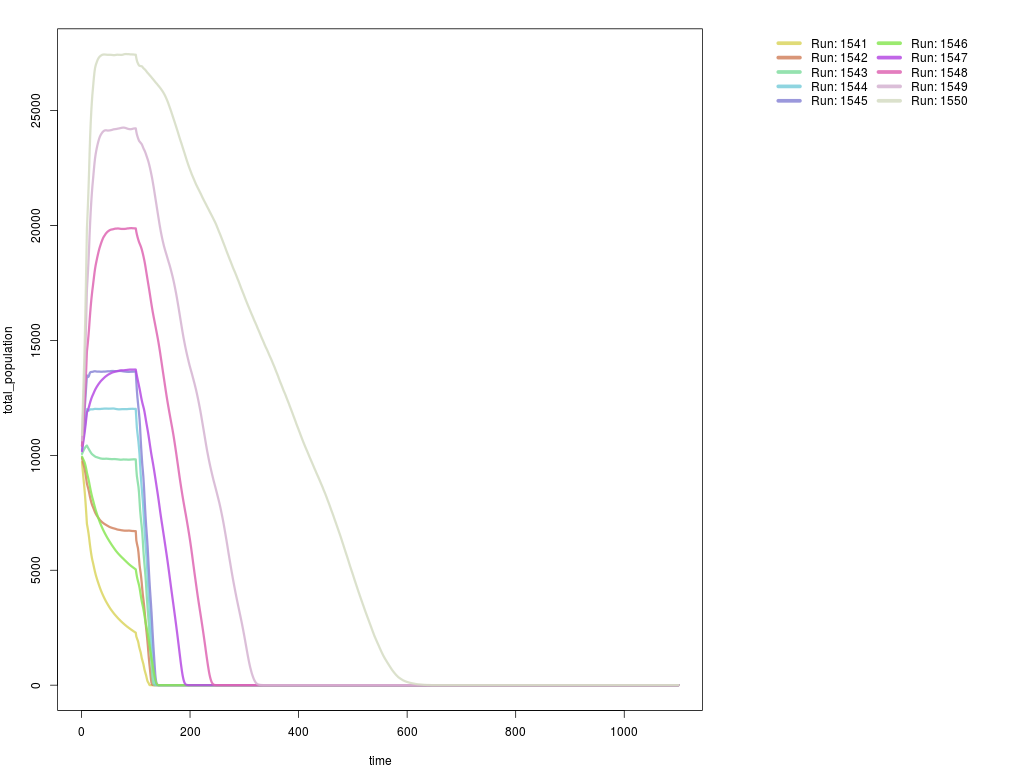 Run: 1541 Run: 1546
Run: 1542 Run: 1547
Run: 1543 Run: 1548
Run: 1544 Run: 1549
Run: 1545 Run: 1550
25000
20000
15000
10000
5000
0
total_population
0 200 400 600 800 1000
time